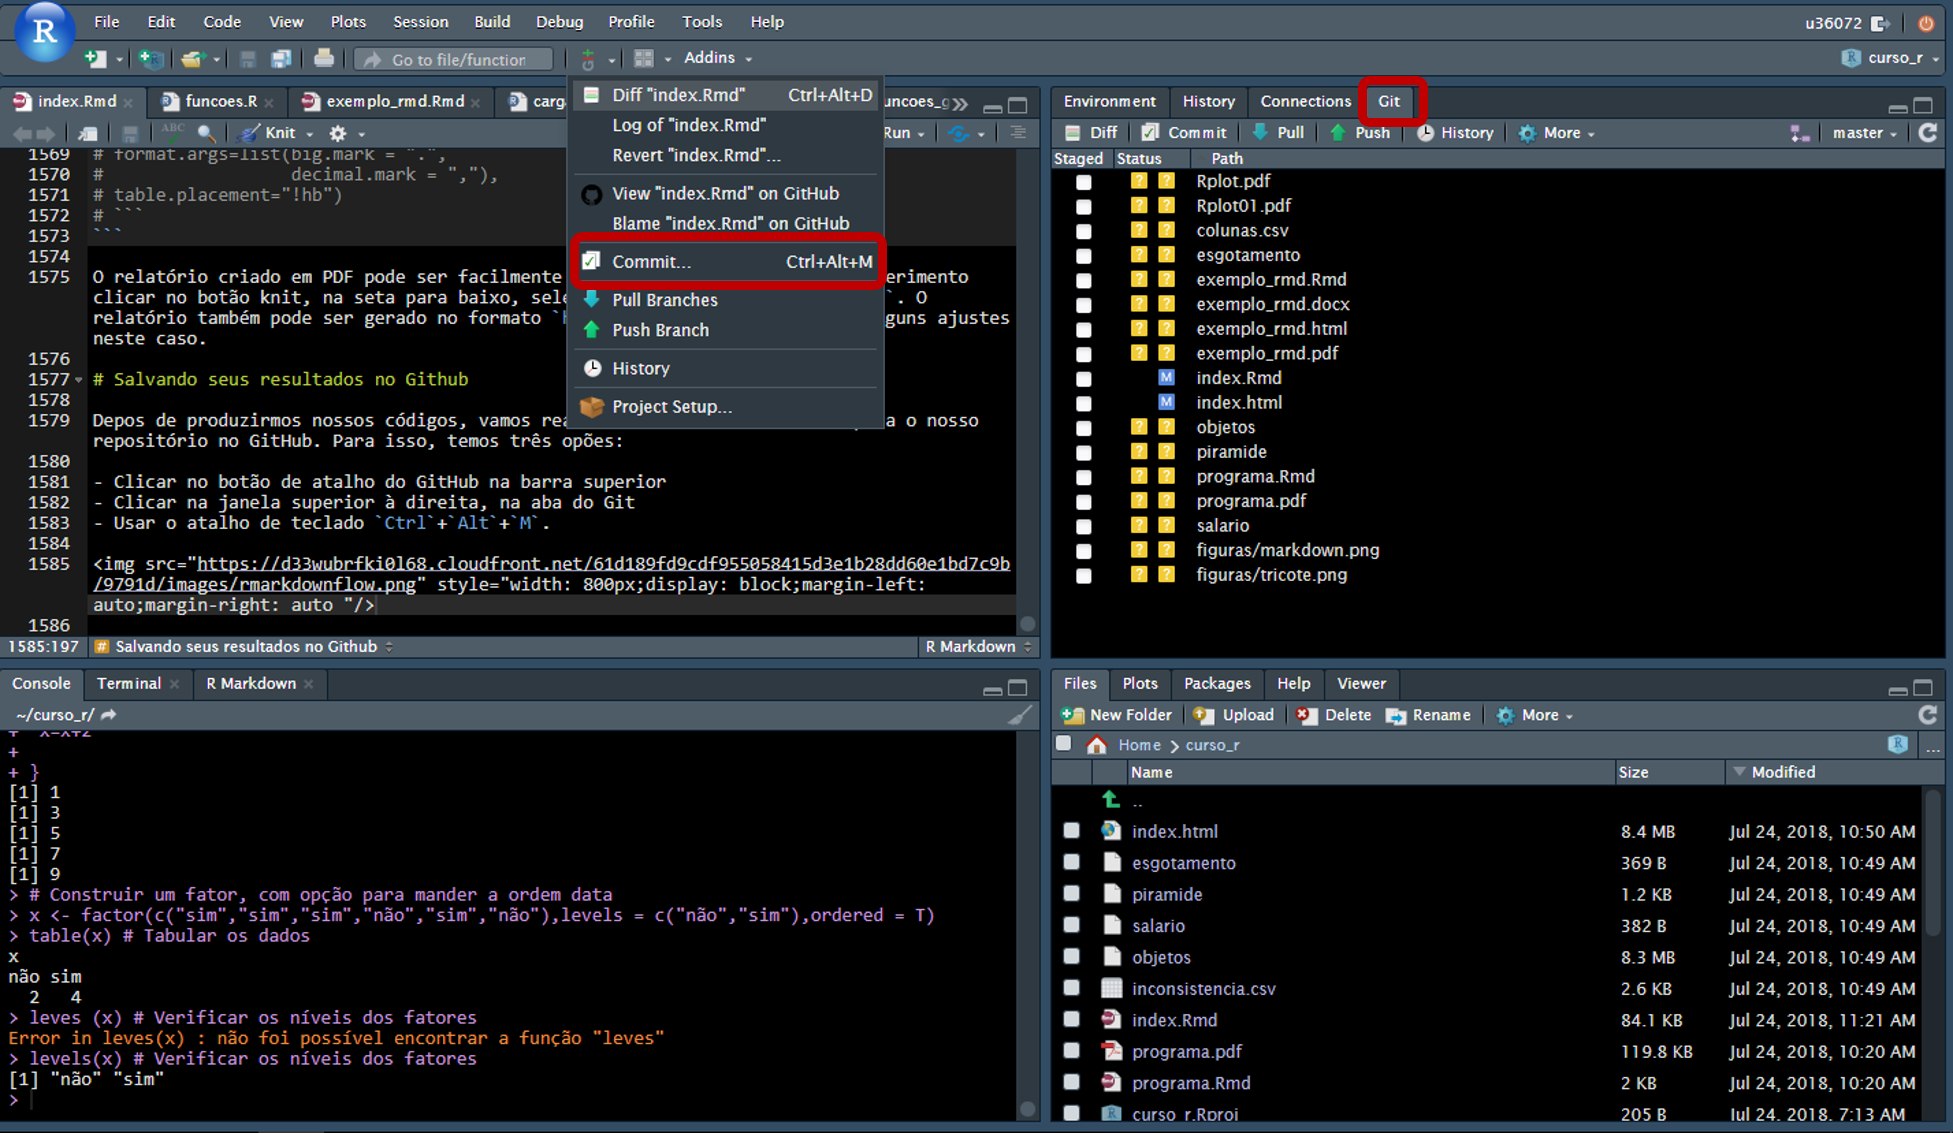 File Edit Code View Plots Session Build Debug Profile Tools Help
u36072
Go to file/function
Addins
curso_r
index.Rmd
funcoes.R
exemplo_rmd.Rmd
carg
uncoes_g
ABC
Knit
Run
1569 # format.args=list(big.mark = ".",
1570 # decimal.mark = ","),
1571 # table.placement="!hb")
1572 # ```
1573 ```
1574
1575 O relatório criado em PDF pode ser facilmente erimento
clicar no botão knit, na seta para baixo, sele `. O
relatório também pode ser gerado no formato ` guns ajustes
neste caso.
1576
1577 # Salvando seus resultados no Github
1578
1579 Depos de produzirmos nossos códigos, vamos rea a o nosso
repositório no GitHub. Para isso, temos três opões:
1580
1581 - Clicar no botão de atalho do GitHub na barra superior
1582 - Clicar na janela superior à direita, na aba do Git
1583 - Usar o atalho de teclado `Ctrl`+`Alt`+`M`.
1584
1585 <img src="https://d33wubrfki0l68.cloudfront.net/61d189fd9cdf955058415d3e1b28dd60e1bd7c9b
/9791d/images/rmarkdownflow.png" style="width: 800px;display: block;margin-left:
auto;margin-right: auto "/>
1586
1585:197 # Salvando seus resultados no Github R Markdown
Diff "index.Rmd" Ctrl+Alt+D
Log of "index.Rmd"
Revert "index.Rmd"...
View "index.Rmd" on GitHub
Blame "index.Rmd" on GitHub
Commit... Ctrl+Alt+M
Pull Branches
Push Branch
History
Project Setup...
Environment History Connections Git
Diff Commit Pull Push History More master
Staged Status Path
? ? Rplot.pdf
? ? Rplot01.pdf
? ? colunas.csv
? ? esgotamento
? ? exemplo_rmd.Rmd
? ? exemplo_rmd.docx
? ? exemplo_rmd.html
? ? exemplo_rmd.pdf
M index.Rmd
M index.html
? ? objetos
? ? piramide
? ? programa.Rmd
? ? programa.pdf
? ? salario
? ? figuras/markdown.png
? ? figuras/tricote.png
Console Terminal R Markdown
~/curso_r/
+ x=x+2
+
+ }
[1] 1
[1] 3
[1] 5
[1] 7
[1] 9
> # Construir um fator, com opção para mander a ordem data
> x <- factor(c("sim","sim","sim","não","sim","não"),levels = c("não","sim"),ordered = T)
> table(x) # Tabular os dados
x
não sim
2 4
> leves (x) # Verificar os níveis dos fatores
Error in leves(x) : não foi possível encontrar a função "leves"
> levels(x) # Verificar os níveis dos fatores
[1] "não" "sim"
>
Files Plots Packages Help Viewer
New Folder Upload Delete Rename More
Home curso_r
...
Name Size Modified
..
index.html 8.4 MB Jul 24, 2018, 10:50 AM
esgotamento 369 B Jul 24, 2018, 10:49 AM
piramide 1.2 KB Jul 24, 2018, 10:49 AM
salario 382 B Jul 24, 2018, 10:49 AM
objetos 8.3 MB Jul 24, 2018, 10:49 AM
inconsistencia.csv 2.6 KB Jul 24, 2018, 10:49 AM
index.Rmd 84.1 KB Jul 24, 2018, 11:21 AM
programa.pdf 119.8 KB Jul 24, 2018, 10:20 AM
programa.Rmd 2 KB Jul 24, 2018, 10:20 AM
curso_r.Rproj 205 B Jul 24, 2018, 7:13 AM